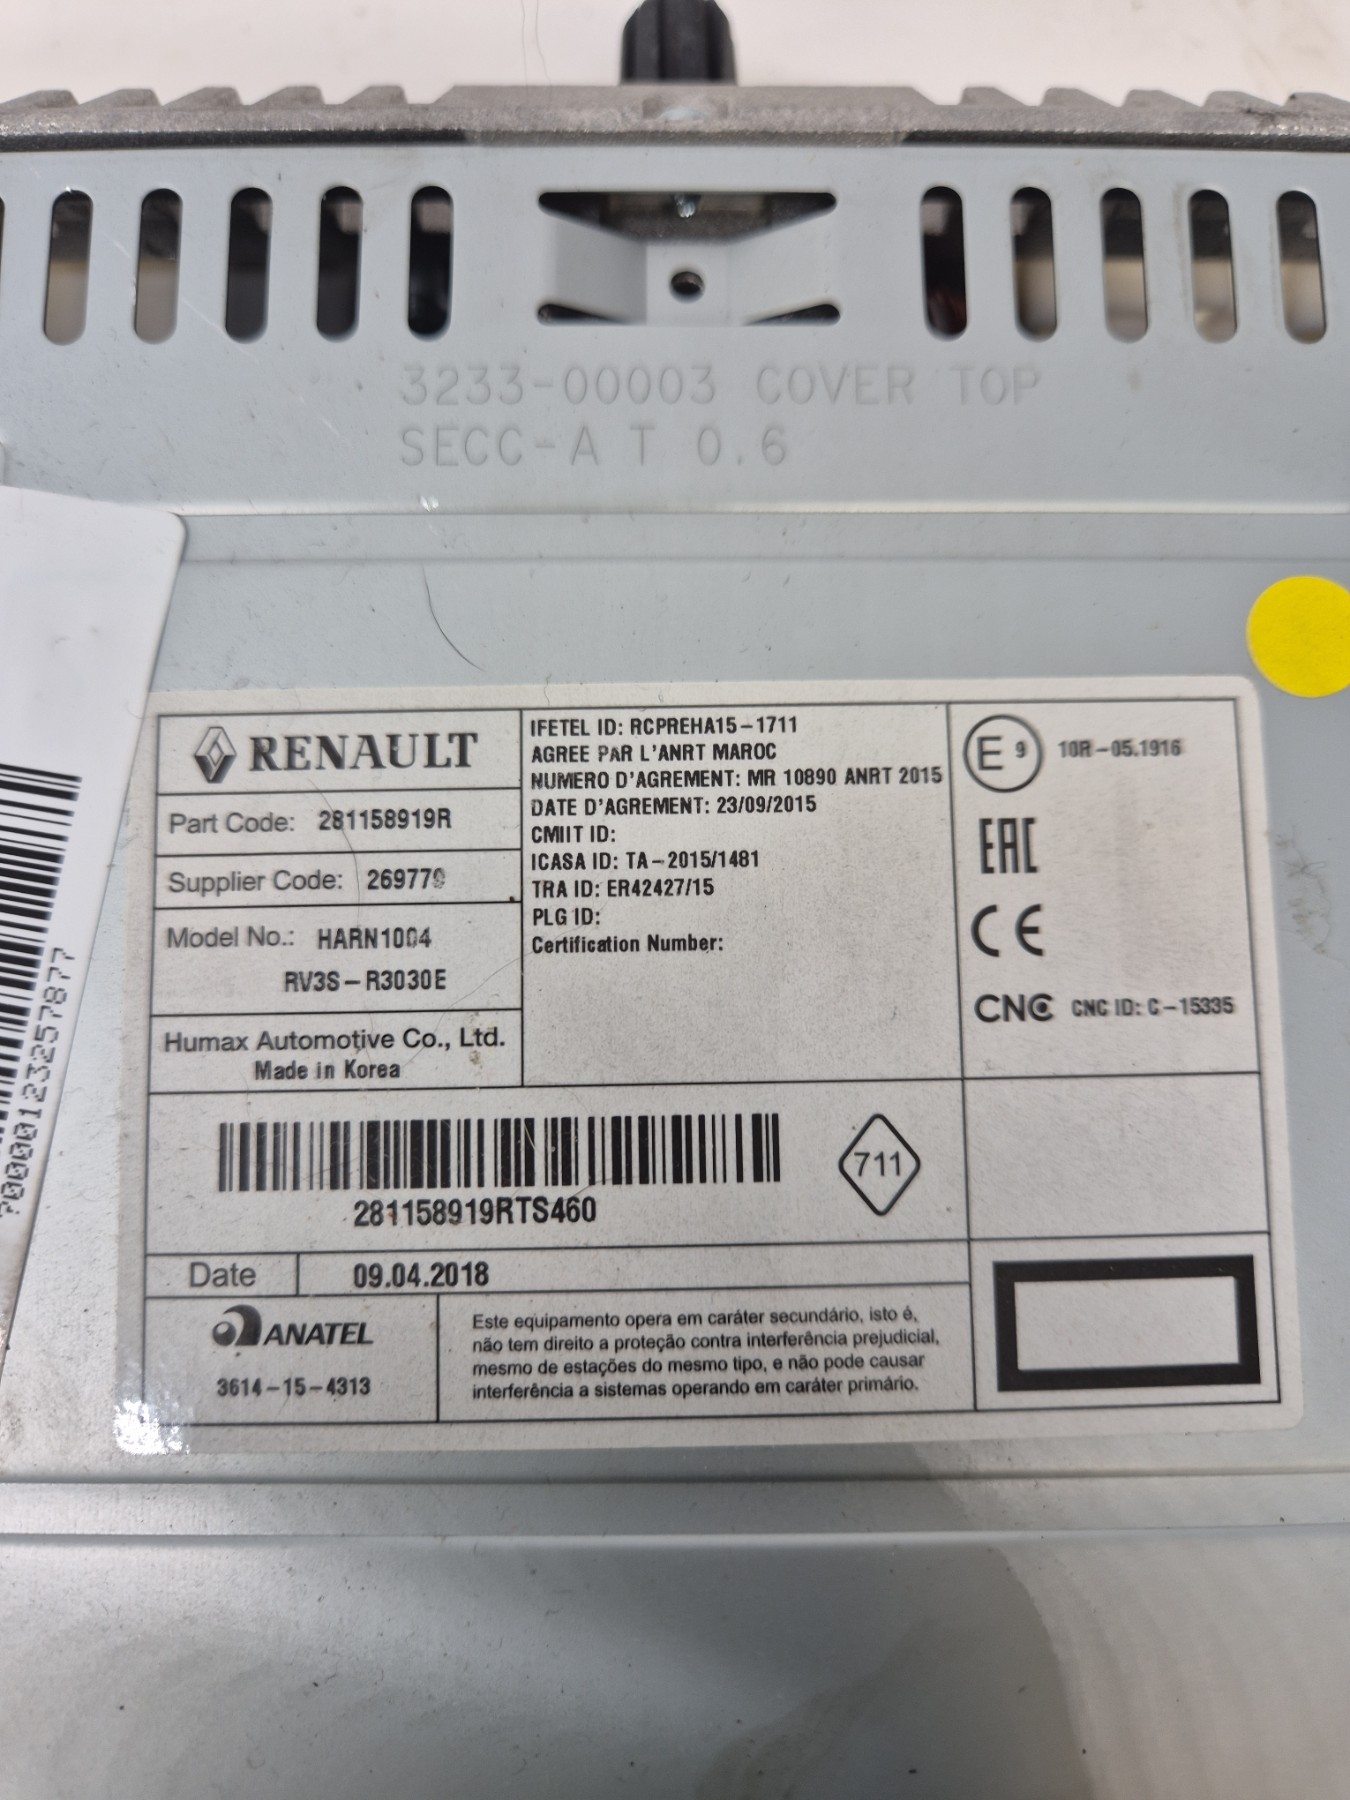 3233-00003 COVER TOP
SECC-A T 0.6
RENAULT
Part Code: 281158919R
Supplier Code: 269779
Model No.: HARN1004
RV3S-R3030E
Humax Automotive Co., Ltd.
Made in Korea
IFETEL ID: RCPREHA15-1711
AGREE PAR L'ANRT MAROC
NUMERO D'AGREMENT: MR 10890 ANRT 2015
DATE D'AGREMENT: 23/09/2015
CMIIT ID:
ICASA ID: TA-2015/1481
TRA ID: ER42427/15
PLG ID:
Certification Number:
E 9 10R-05.1916
EAC
CE
CNC CNC ID: C-15335
281158919RTS460
711
Date 09.04.2018
ANATEL
3614-15-4313
Este equipamento opera em caráter secundário, isto é,
não tem direito a proteção contra interferência prejudicial,
mesmo de estações do mesmo tipo, e não pode causar
interferência a sistemas operando em caráter primário.
7000012325787​7